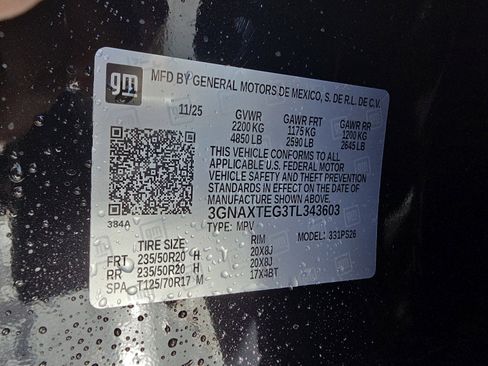 gm
MFD BY GENERAL MOTORS DE MEXICO, S. DE R.L. DE C.V.
11/25 GVWR GAWR FRT GAWR RR
2200 KG 1175 KG 1200 KG
4850 LB 2590 LB 2645 LB
THIS VEHICLE CONFORMS TO ALL
APPLICABLE U.S. FEDERAL MOTOR
VEHICLE SAFETY AND THEFT PREVENTION
STANDARDS IN EFFECT ON THE DATE OF
MANUFACTURE SHOWN ABOVE.
3GNAXTEG3TL343603
384A TYPE: MPV MODEL: 331PS26
TIRE SIZE RIM
FRT 235/50R20 H 20X8J
RR 235/50R20 H 20X8J
SPA T125/70R17 M 17X4BT